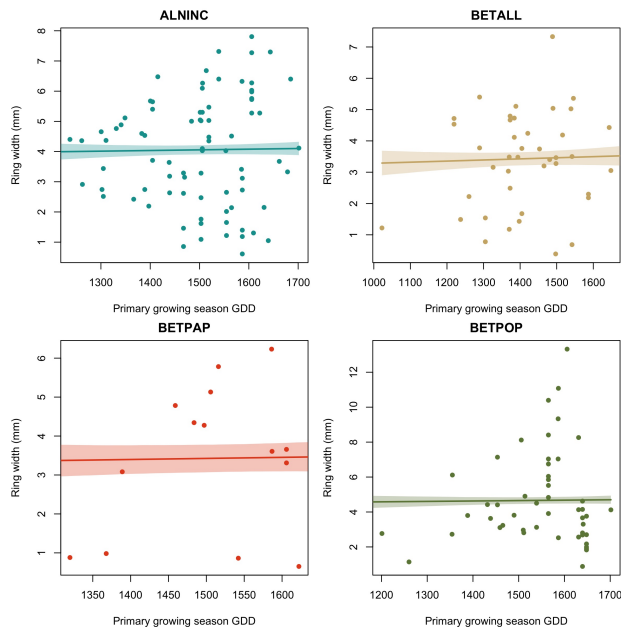 ALNINC
BETALL
Ring width (mm)
8
7
6
5
4
3
2
1
1300 1400 1500 1600 1700
Primary growing season GDD
Ring width (mm)
7
6
5
4
3
2
1
1000 1100 1200 1300 1400 1500 1600
Primary growing season GDD
BETPAP
BETPOP
Ring width (mm)
6
5
4
3
1
1350 1400 1450 1500 1550 1600
Primary growing season GDD
Ring width (mm)
12
10
8
6
4
2
1200 1300 1400 1500 1600 1700
Primary growing season GDD